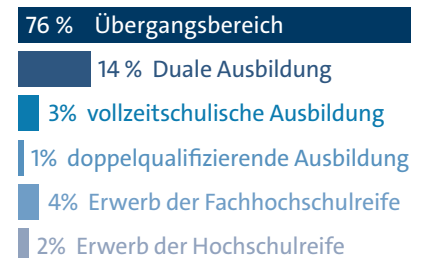 76 % Übergangsbereich
14 % Duale Ausbildung
3% vollzeitschulische Ausbildung
1% doppelqualifizierende Ausbildung
4% Erwerb der Fachhochschulreife
2% Erwerb der Hochschulreife